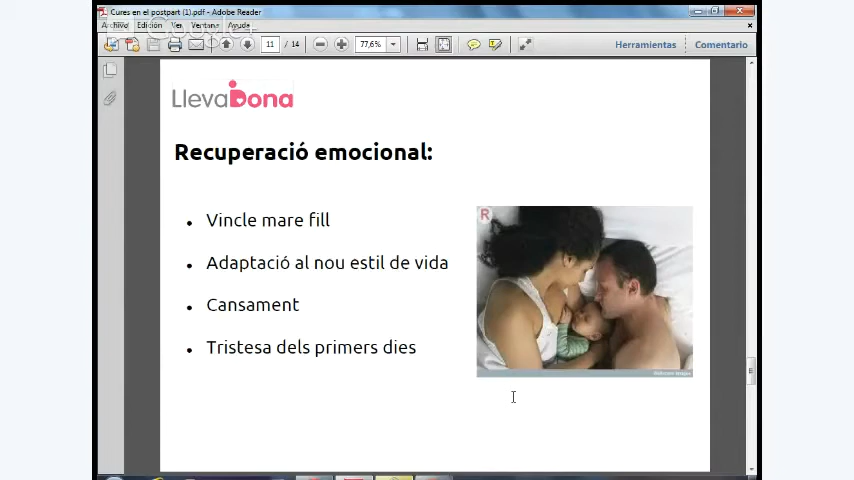 Cures en el postpart (1).pdf - Adobe Reader
Archivo Edición Ver Ventana Ayuda
11 / 14 77,6% Herramientas Comentario
LlevaDona
Recuperació emocional:
• Vincle mare fill
• Adaptació al nou estil de vida
• Cansament
• Tristesa dels primers dies
R